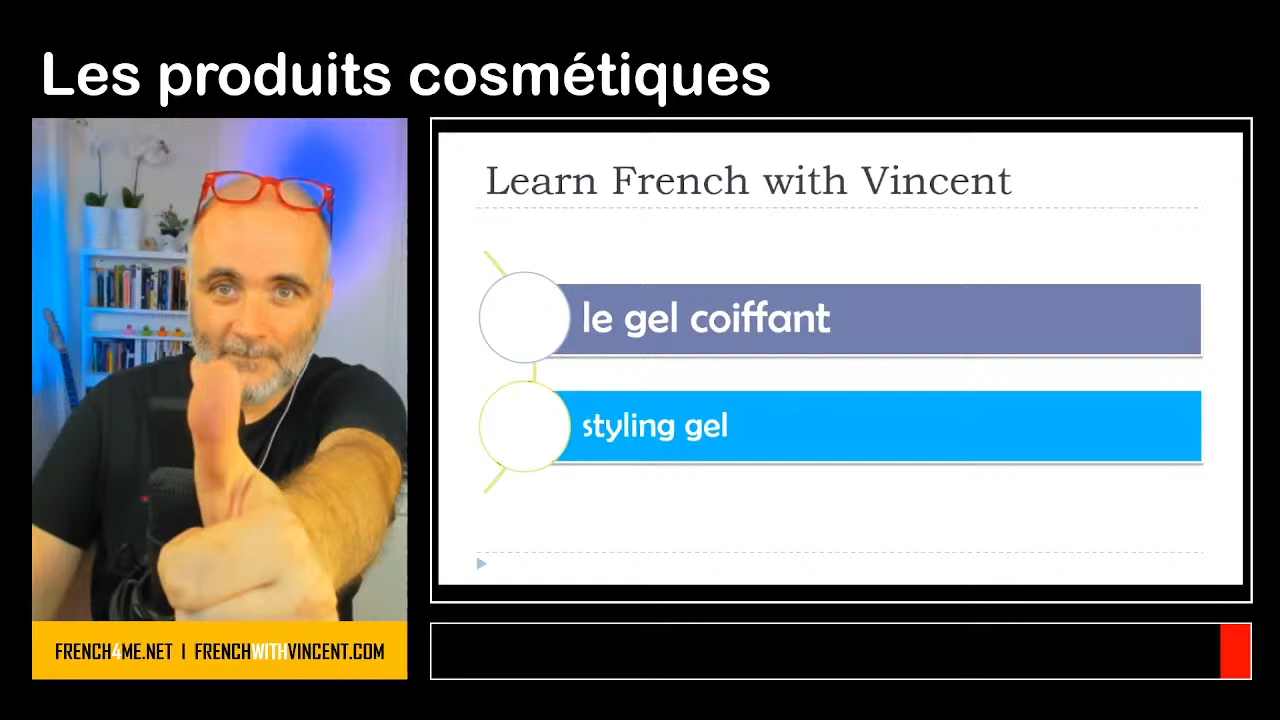 Les produits cosmétiques
Learn French with Vincent
le gel coiffant
styling gel
FRENCH4ME.NET I FRENCHWITHVINCENT.COM